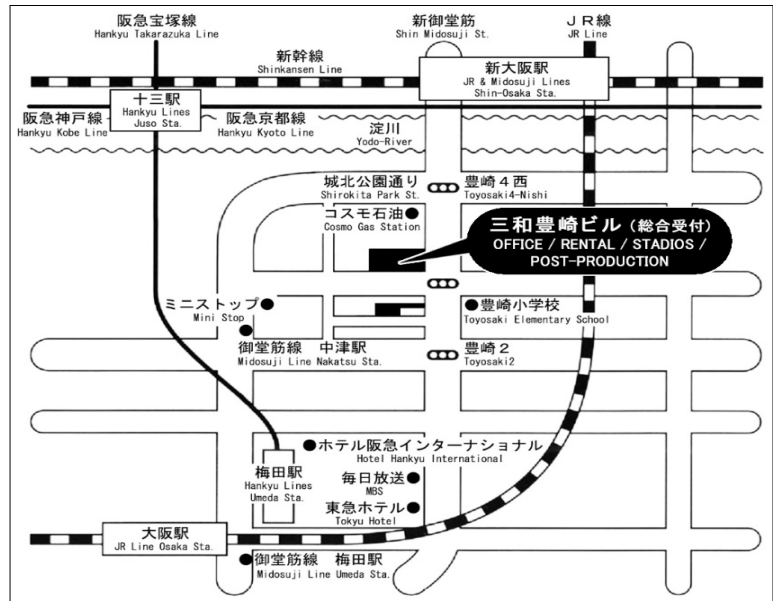 阪急宝塚線
Hankyu Takarazuka Line
新御堂筋
Shin Midosuji St.
JR線
JR Line
新幹線
Shinkansen Line
新大阪駅
JR & Midosuji Lines
Shin-Osaka Sta.
十三駅
Hankyu Lines
Juso Sta.
阪急神戸線
Hankyu Kobe Line
阪急京都線
Hankyu Kyoto Line
淀川
Yodo-River
城北公園通り
Shirokita Park St.
豊崎4西
Toyosaki4-Nishi
コスモ石油
Cosmo Gas Station
三和豊崎ビル（総合受付）
OFFICE / RENTAL / STADIOS /
POST-PRODUCTION
ミニストップ
Mini Stop
豊崎小学校
Toyosaki Elementary School
御堂筋線 中津駅
Midosuji Line Nakatsu Sta.
豊崎2
Toyosaki2
ホテル阪急インターナショナル
Hotel Hankyu International
梅田駅
Hankyu Lines
Umeda Sta.
毎日放送
MBS
東急ホテル
Tokyu Hotel
大阪駅
JR Line Osaka Sta.
御堂筋線 梅田駅
Midosuji Line Umeda Sta.